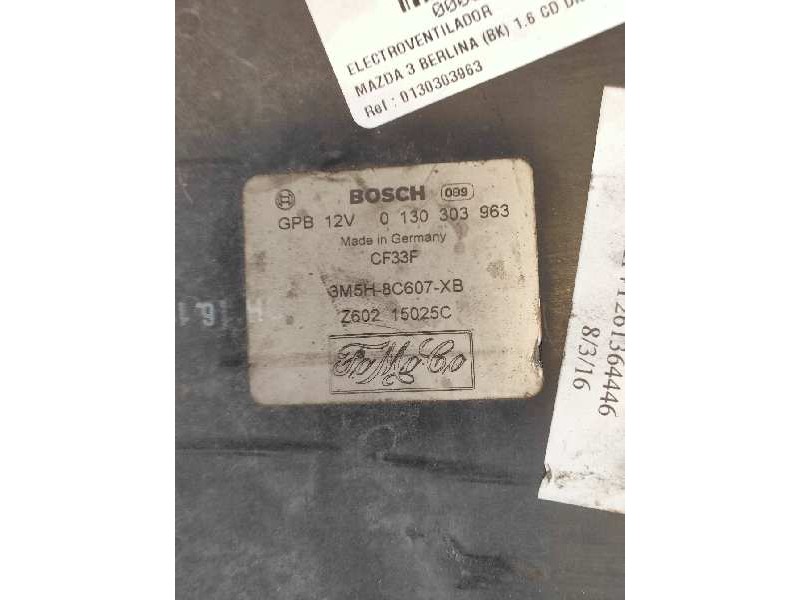 ELECTROVENTILADOR
MAZDA 3 BERLINA (BK) 1.6 CD
Ref: 0130303963
BOSCH 099
GPB 12V 0 130 303 963
Made in Germany
CF33F
3M5H-8C607-XB
Z602 15025C
FoMoCo
1261364446
8/3/16